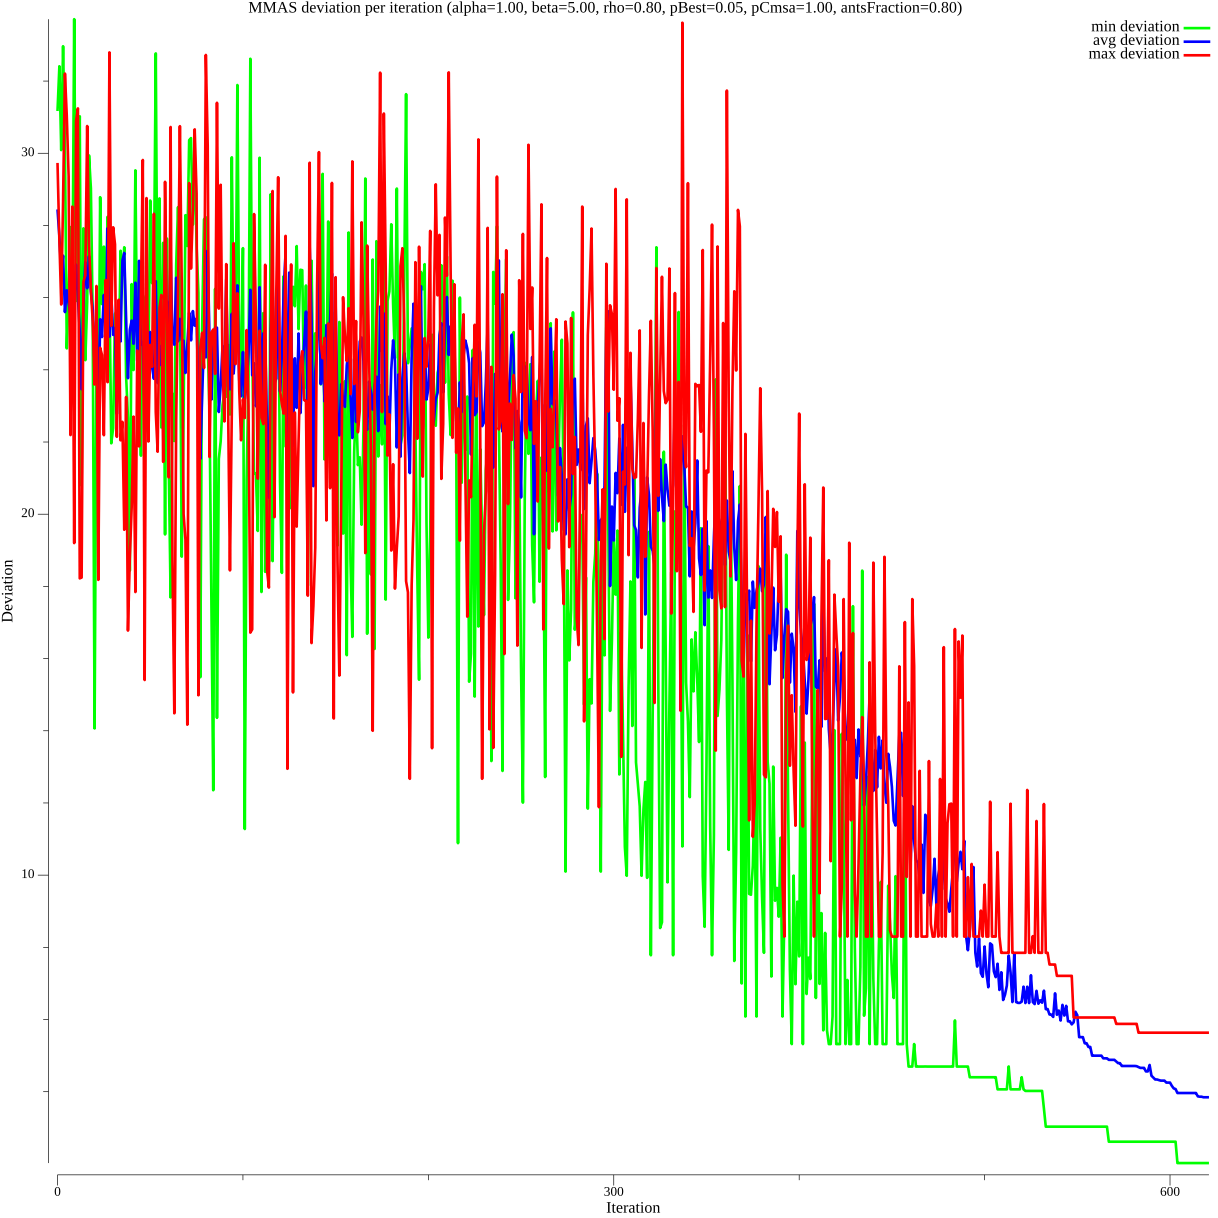 MMAS deviation per iteration (alpha=1.00, beta=5.00, rho=0.80, pBest=0.05, pCmsa=1.00, antsFraction=0.80)
min deviation
avg deviation
max deviation
30
20
10
Deviation
0
300
600
Iteration